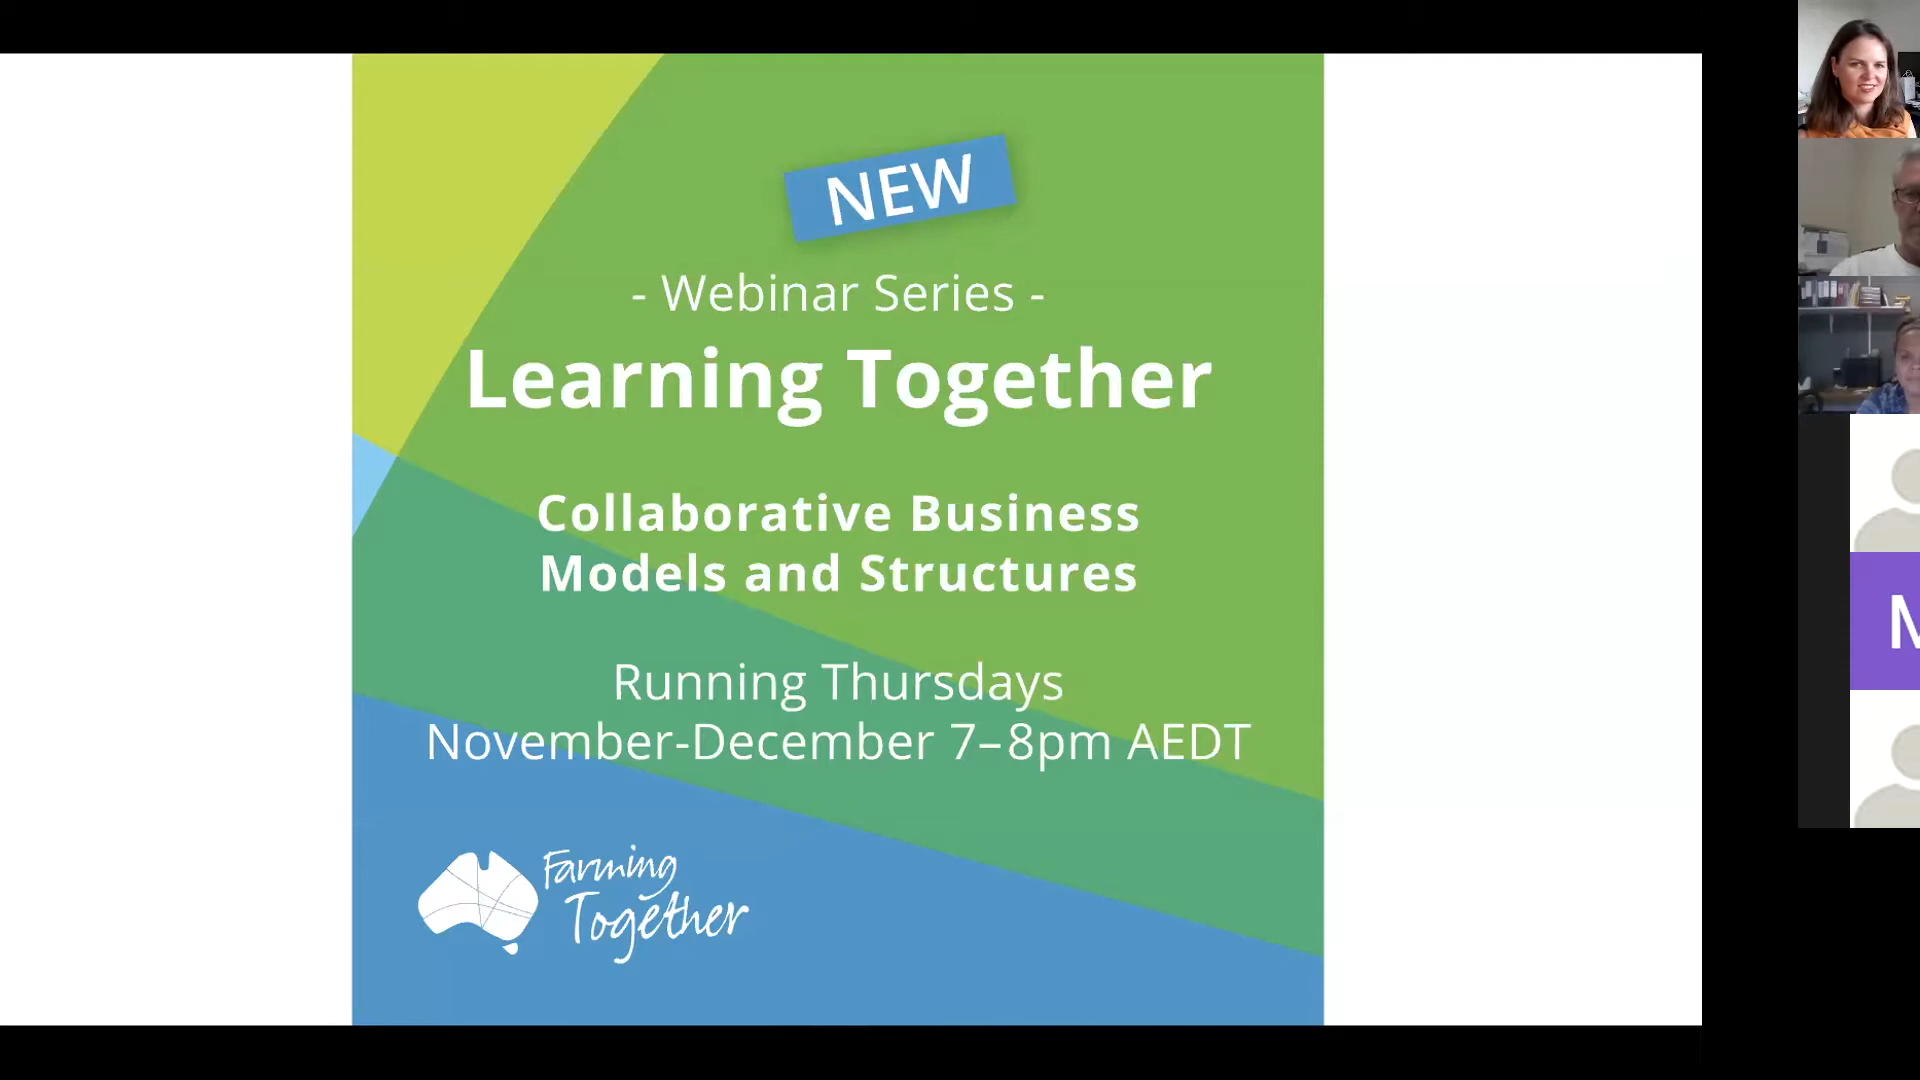 NEW
- Webinar Series -
Learning Together
Collaborative Business
Models and Structures
Running Thursdays
November-December 7–8pm AEDT
Farming
Together